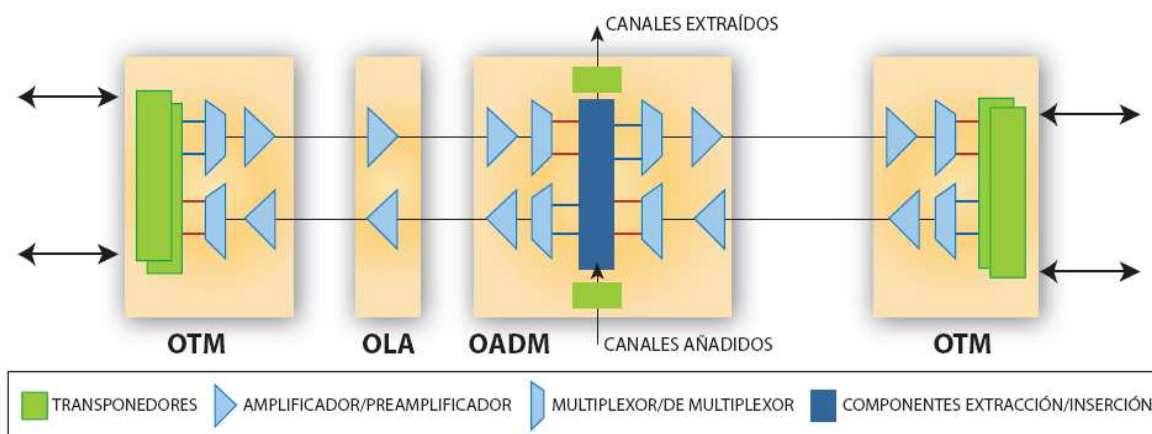 CANALES EXTRAÍDOS
OTM
OLA
OADM
CANALES AÑADIDOS
OTM
TRANSPONEDORES
AMPLIFICADOR/PREAMPLIFICADOR
MULTIPLEXOR/DE MULTIPLEXOR
COMPONENTES EXTRACCIÓN/INSERCIÓN